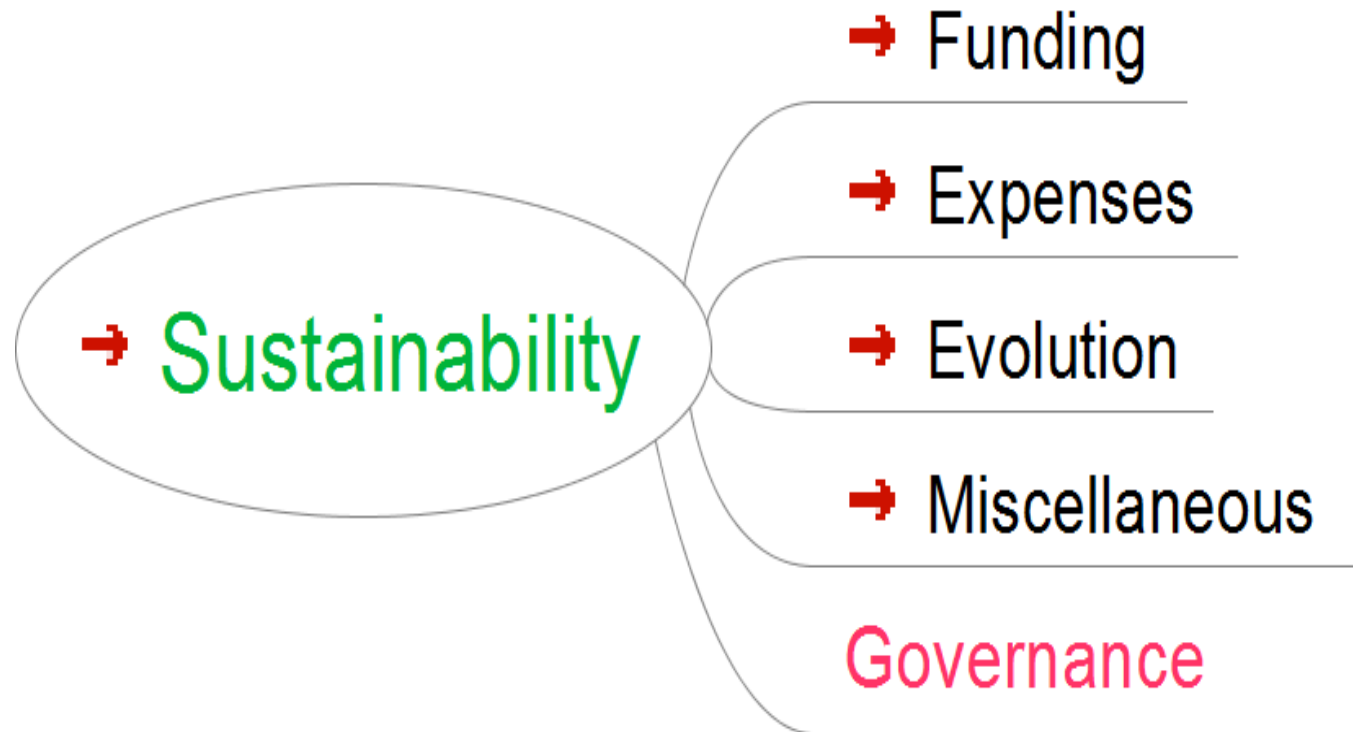 Funding
Expenses
Sustainability
Evolution
Miscellaneous
Governance